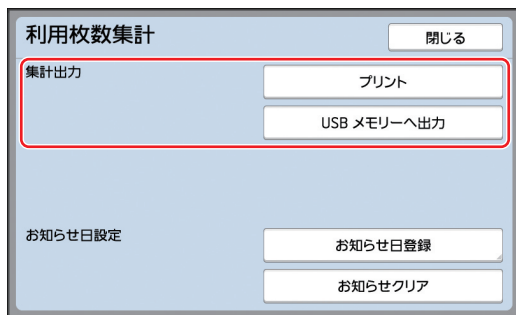 利用枚数集計
閉じる
集計出力
プリント
USB メモリーへ出力
お知らせ日設定
お知らせ日登録
お知らせクリア